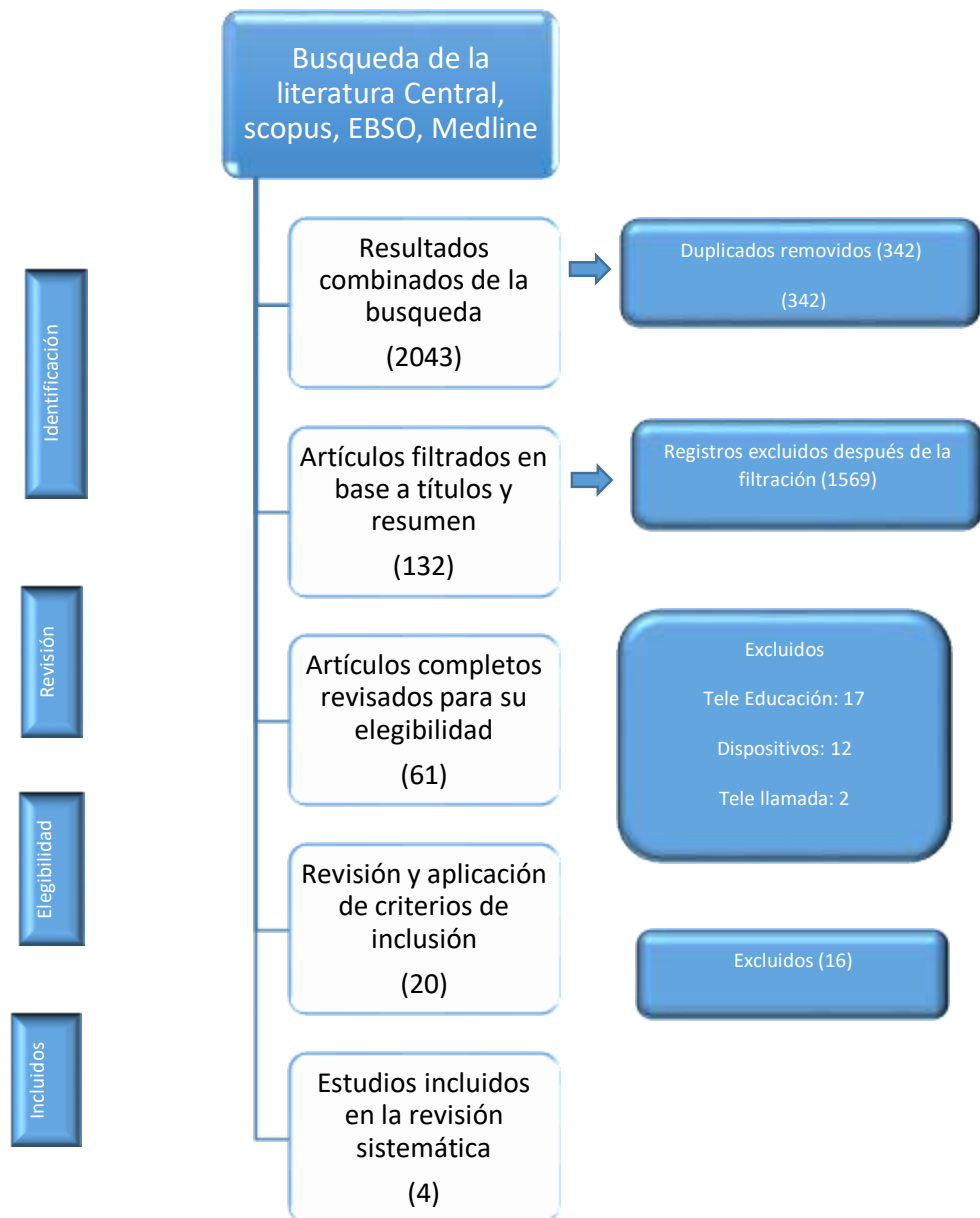 Busqueda de la
literatura Central,
scopus, EBSO, Medline
Identificación
Resultados
combinados de la
busqueda
(2043)
Duplicados removidos (342)
(342)
Artículos filtrados en
base a títulos y
resumen
(132)
Registros excluidos después de la
filtración (1569)
Revisión
Artículos completos
revisados para su
elegibilidad
(61)
Excluidos
Tele Educación: 17
Dispositivos: 12
Tele llamada: 2
Elegibilidad
Revisión y aplicación
de criterios de
inclusión
(20)
Excluidos (16)
Incluidos
Estudios incluidos
en la revisión
sistemática
(4)